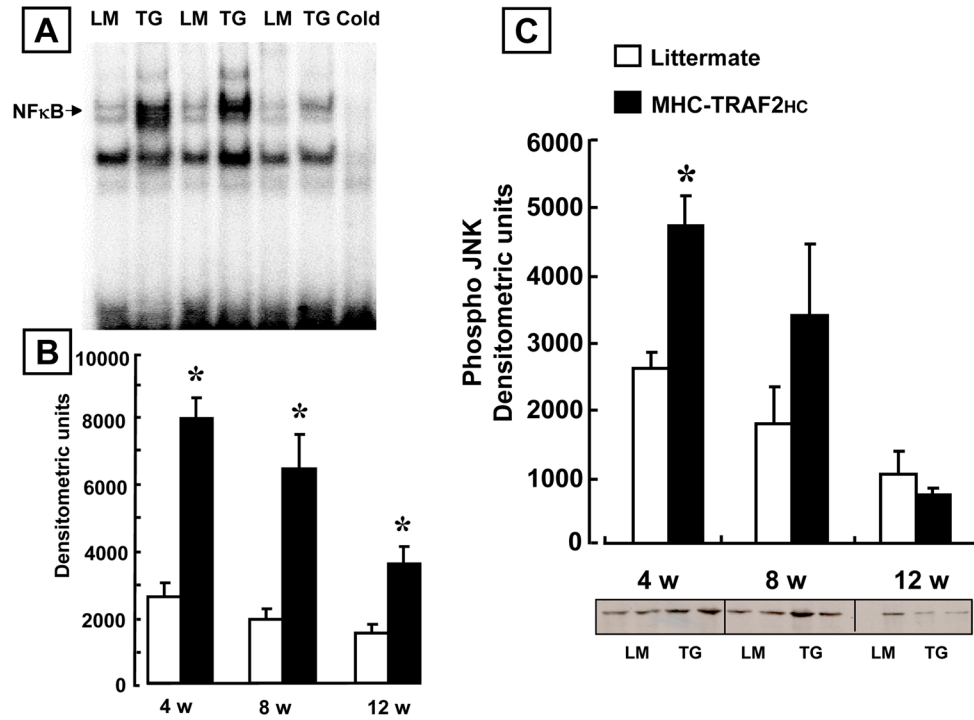 A
LM TG LM TG LM TG Cold
NFκB
B
10000
8000
6000
4000
2000
0
Densitometric units
*
*
*
4 w 8 w 12 w
C
Littermate
MHC-TRAF2HC
6000
5000
4000
3000
2000
1000
0
Phospho JNK
Densitometric units
*
4 w 8 w 12 w
LM TG LM TG LM TG